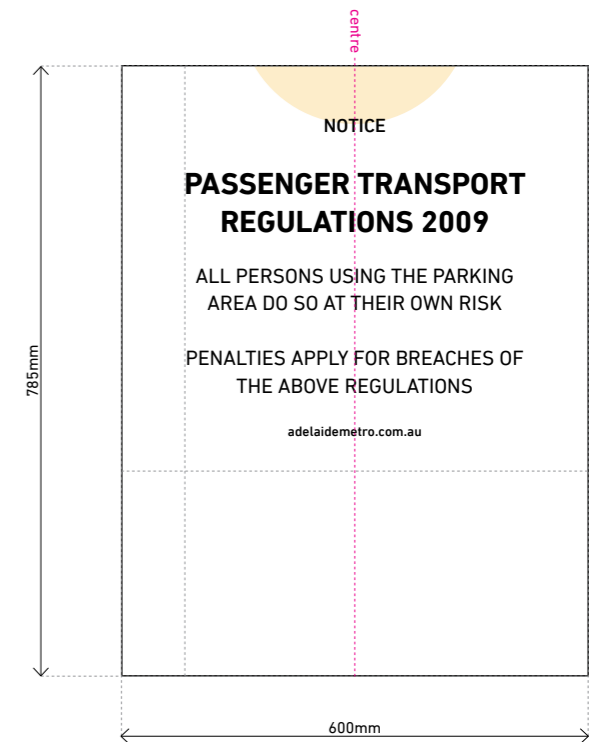 centre
NOTICE
PASSENGER TRANSPORT
REGULATIONS 2009
ALL PERSONS USING THE PARKING
AREA DO SO AT THEIR OWN RISK
PENALTIES APPLY FOR BREACHES OF
THE ABOVE REGULATIONS
adelaidemetro.com.au
785mm
600mm